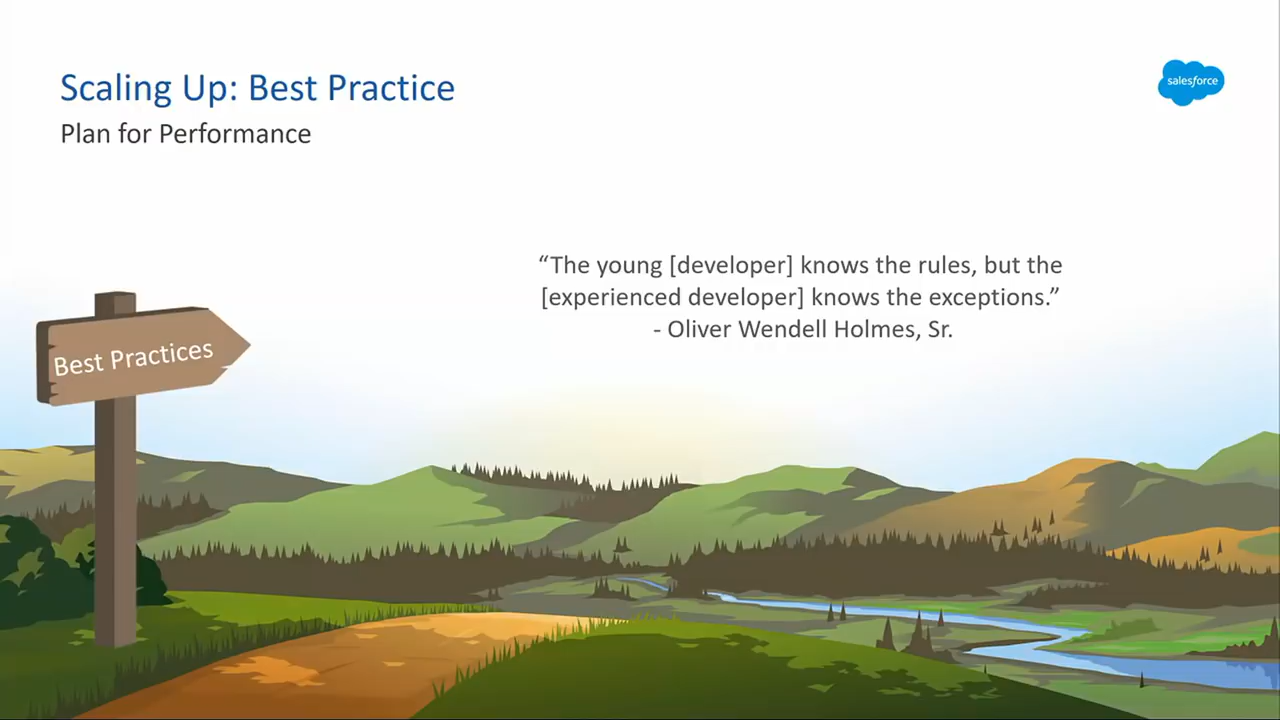 Scaling Up: Best Practice
Plan for Performance
salesforce
“The young [developer] knows the rules, but the
[experienced developer] knows the exceptions.”
- Oliver Wendell Holmes, Sr.
Best Practices